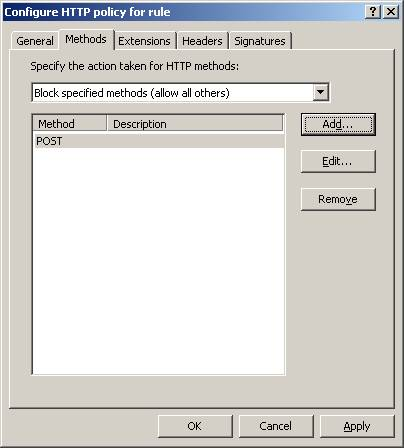 Configure HTTP policy for rule
General Methods Extensions Headers Signatures
Specify the action taken for HTTP methods:
Block specified methods (allow all others)
Method Description
POST
Add...
Edit...
Remove
OK Cancel Apply